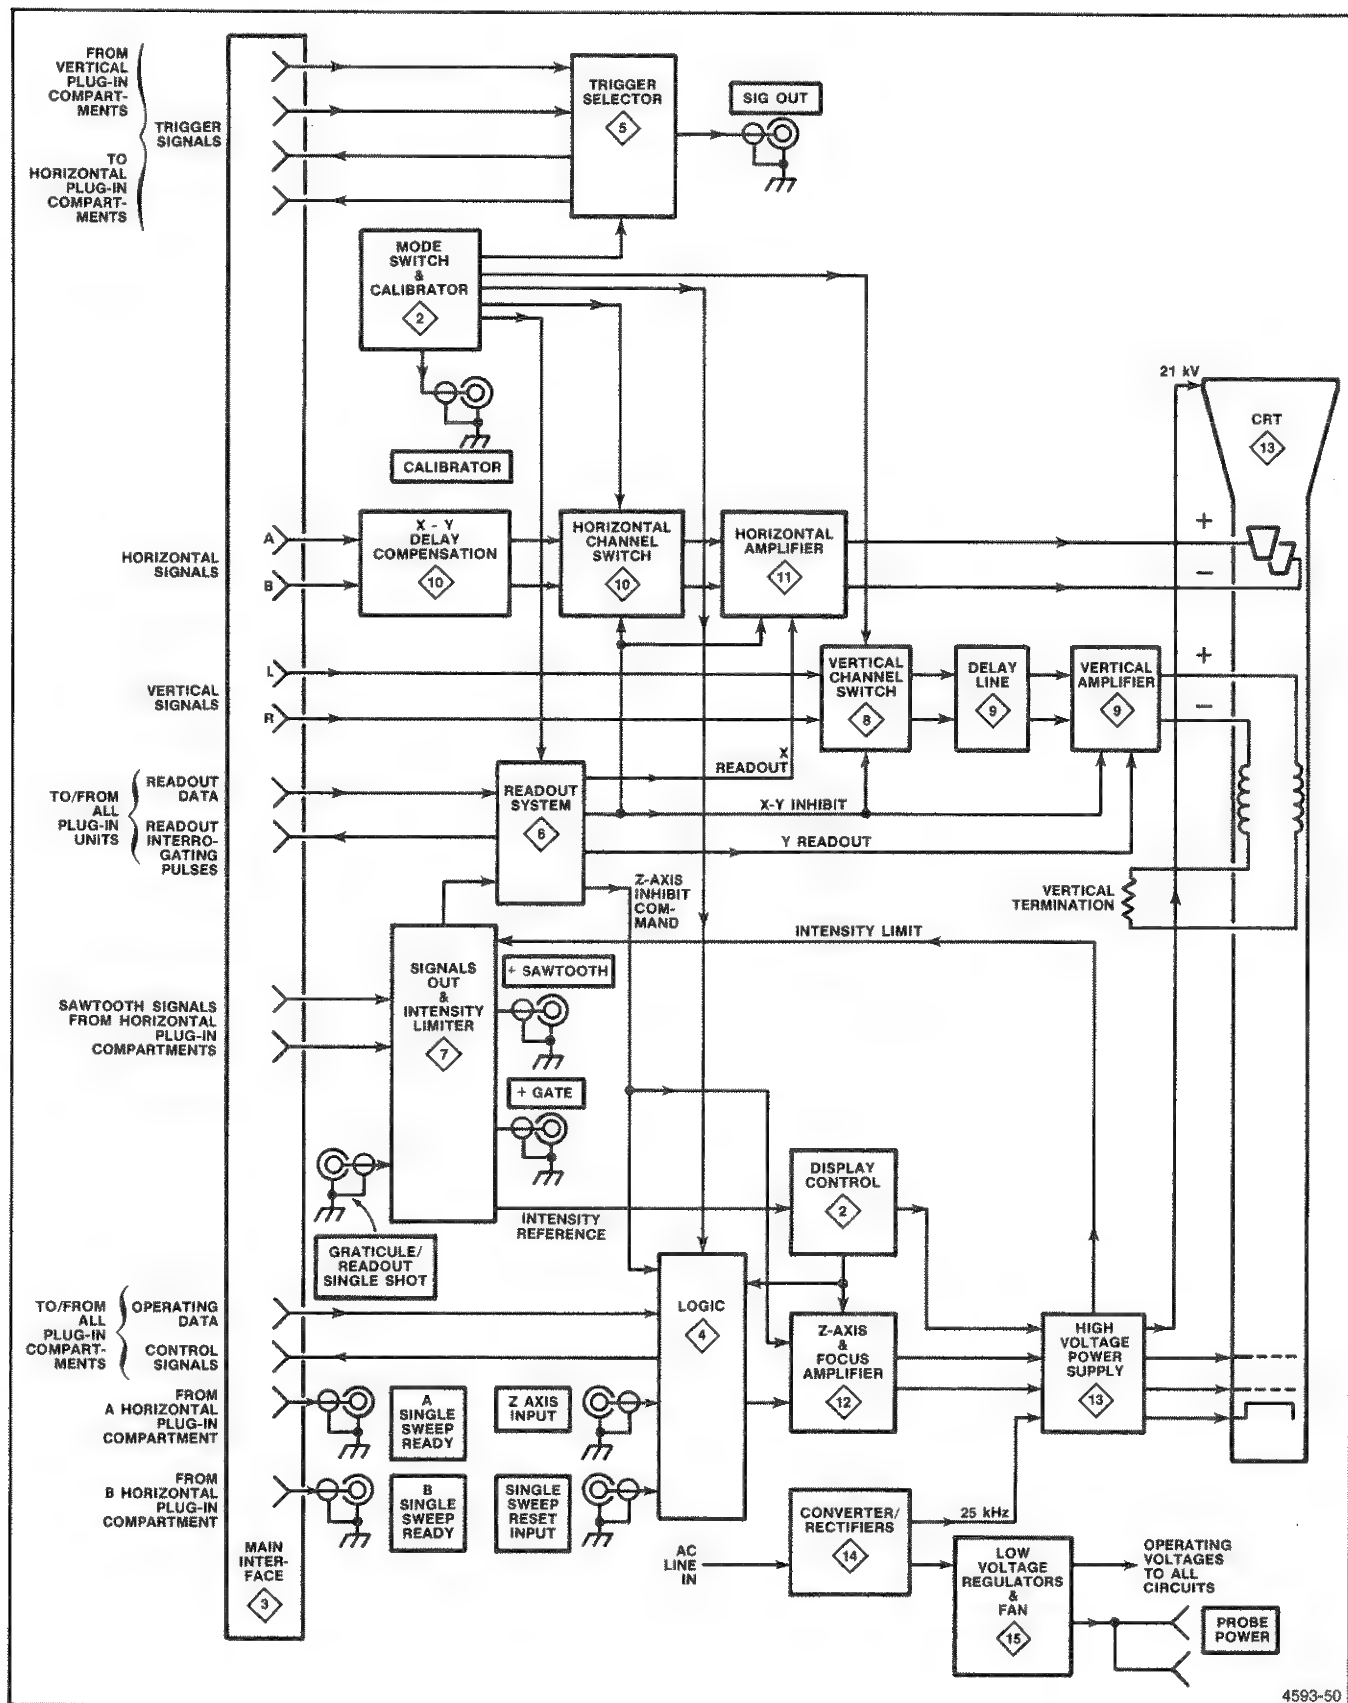 FROM
VERTICAL
PLUG-IN
COMPART-
MENTS
TRIGGER
SIGNALS
TO
HORIZONTAL
PLUG-IN
COMPART-
MENTS
TRIGGER
SELECTOR
5
SIG OUT
MODE
SWITCH
&
CALIBRATOR
2
CALIBRATOR
21 kV
CRT
13
HORIZONTAL
SIGNALS
A
B
X - Y
DELAY
COMPENSATION
10
HORIZONTAL
CHANNEL
SWITCH
10
HORIZONTAL
AMPLIFIER
11
+
−
VERTICAL
SIGNALS
L
R
VERTICAL
CHANNEL
SWITCH
8
DELAY
LINE
9
VERTICAL
AMPLIFIER
9
+
−
TO/FROM
ALL
PLUG-IN
UNITS
READOUT
DATA
READOUT
INTERRO-
GATING
PULSES
READOUT
SYSTEM
6
X
READOUT
X-Y INHIBIT
Y READOUT
Z-AXIS
INHIBIT
COM-
MAND
VERTICAL
TERMINATION
INTENSITY LIMIT
SAWTOOTH SIGNALS
FROM HORIZONTAL
PLUG-IN
COMPARTMENTS
SIGNALS
OUT
&
INTENSITY
LIMITER
7
+ SAWTOOTH
+ GATE
GRATICULE/
READOUT
SINGLE SHOT
INTENSITY
REFERENCE
DISPLAY
CONTROL
2
TO/FROM
ALL
PLUG-IN
COMPART-
MENTS
OPERATING
DATA
CONTROL
SIGNALS
LOGIC
4
Z-AXIS
&
FOCUS
AMPLIFIER
12
HIGH
VOLTAGE
POWER
SUPPLY
13
FROM
A HORIZONTAL
PLUG-IN
COMPARTMENT
A
SINGLE
SWEEP
READY
Z AXIS
INPUT
FROM
B HORIZONTAL
PLUG-IN
COMPARTMENT
B
SINGLE
SWEEP
READY
SINGLE
SWEEP
RESET
INPUT
MAIN
INTER-
FACE
3
AC
LINE
IN
CONVERTER/
RECTIFIERS
14
25 kHz
LOW
VOLTAGE
REGULATORS
&
FAN
15
OPERATING
VOLTAGES
TO ALL
CIRCUITS
PROBE
POWER
4593-50